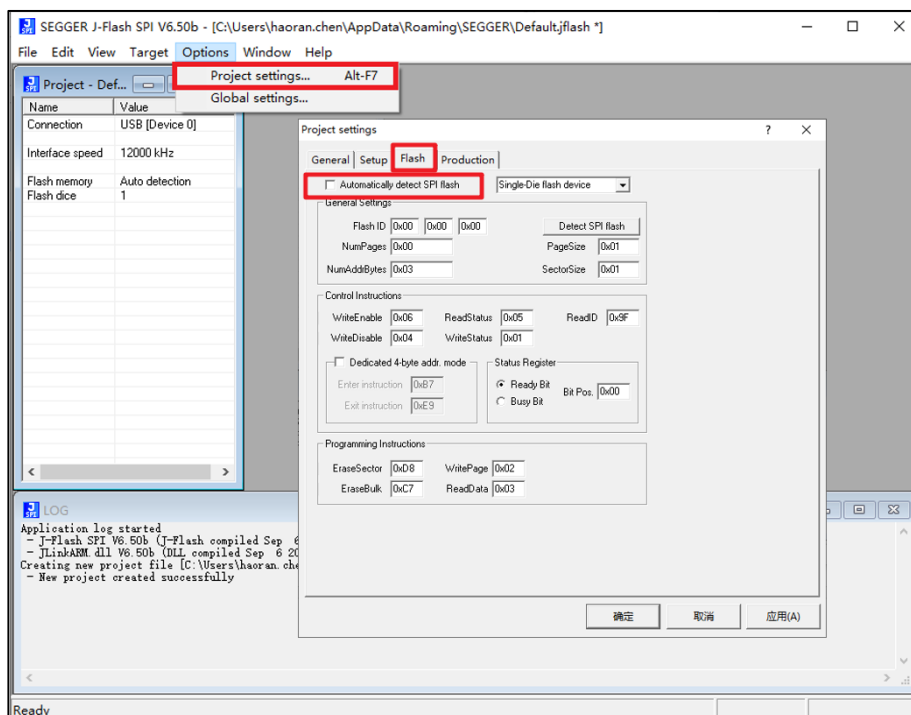 SEGGER J-Flash SPI V6.50b - [C:\Users\haoran.chen\AppData\Roaming\SEGGER\Default.jflash *]
File Edit View Target Options Window Help
Project settings... Alt-F7
Global settings...
Project - Def...
Name Value
Connection USB [Device 0]
Interface speed 12000 kHz
Flash memory Auto detection
Flash dice 1
Project settings
General Setup Flash Production
Automatically detect SPI flash Single-Die flash device
General Settings
Flash ID 0x00 0x00 0x00 Detect SPI flash
NumPages 0x00 PageSize 0x01
NumAddrBytes 0x03 SectorSize 0x01
Control Instructions
WriteEnable 0x06 ReadStatus 0x05 ReadID 0x9F
WriteDisable 0x04 WriteStatus 0x01
Dedicated 4-byte addr. mode
Enter instruction 0xB7
Exit instruction 0xE9
Status Register
Ready Bit
Busy Bit
Bit Pos. 0x00
Programming Instructions
EraseSector 0xD8 WritePage 0x02
EraseBulk 0xC7 ReadData 0x03
确定 取消 应用(A)
LOG
Application log started
- J-Flash SPI V6.50b (J-Flash compiled Sep 6
- JLinkARM.dll V6.50b (DLL compiled Sep 6 20
Creating new project file [C:\Users\haoran.che
- New project created successfully
Ready